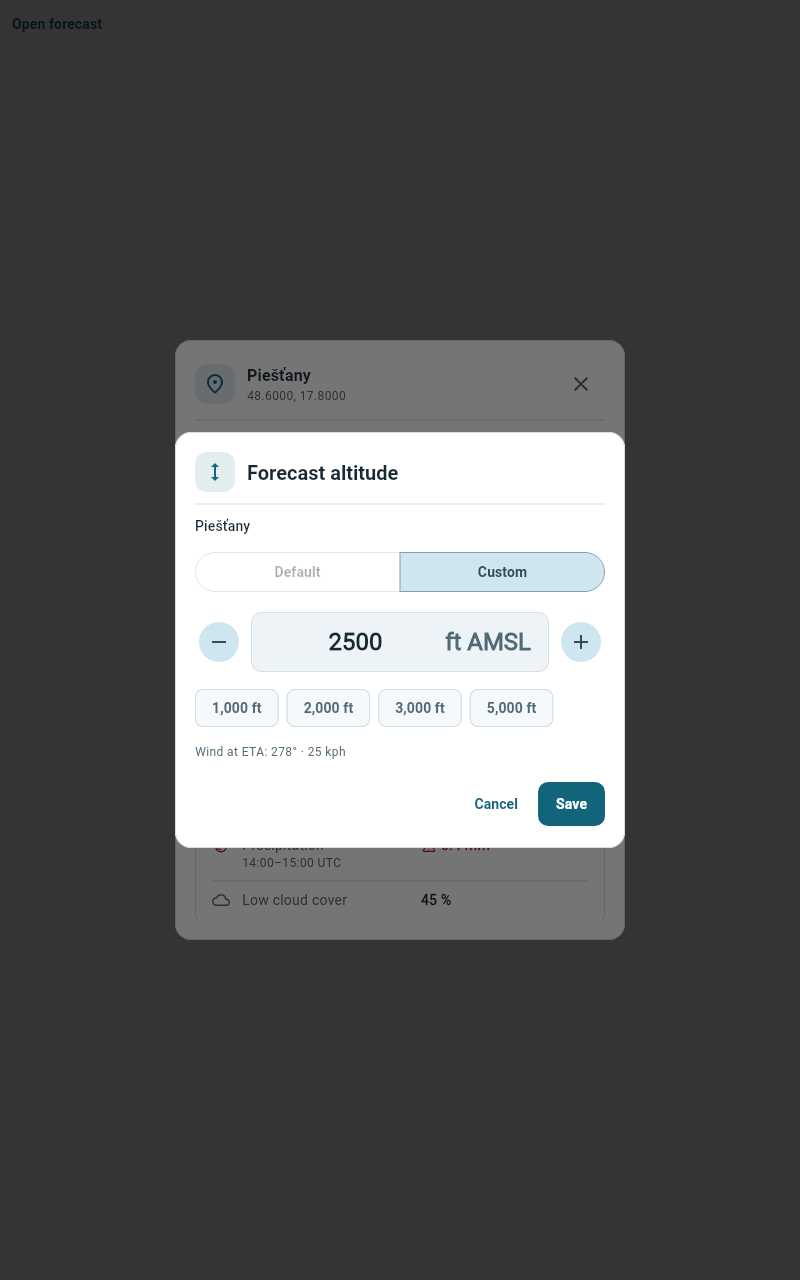 Open forecast
Piešťany
48.6000, 17.8000
Forecast altitude
Piešťany
Default Custom
2500 ft AMSL
1,000 ft 2,000 ft 3,000 ft 5,000 ft
Wind at ETA: 278° · 25 kph
Cancel Save
14:00–15:00 UTC
Low cloud cover 45 %